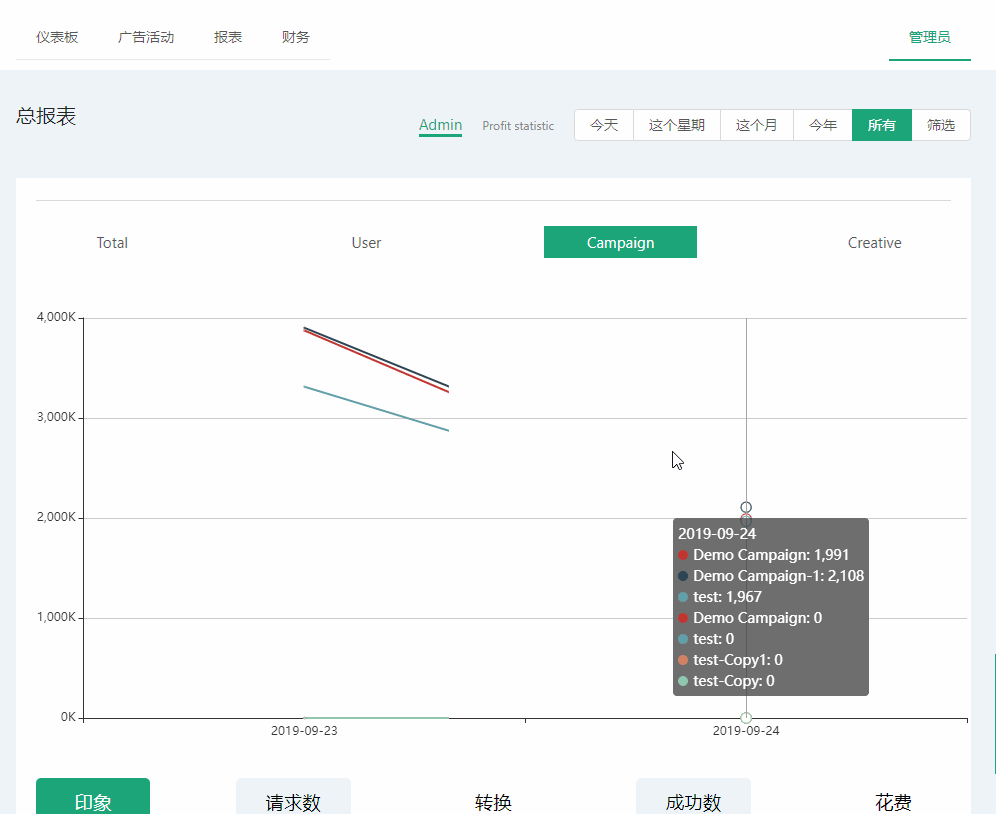 仪表板 广告活动 报表 财务 管理员
总报表
Admin Profit statistic 今天 这个星期 这个月 今年 所有 筛选
Total User Campaign Creative
4,000K
3,000K
2,000K
1,000K
0K
2019-09-24
Demo Campaign: 1,991
Demo Campaign-1: 2,108
test: 1,967
Demo Campaign: 0
test: 0
test-Copy1: 0
test-Copy: 0
2019-09-23 2019-09-24
印象 请求数 转换 成功数 花费